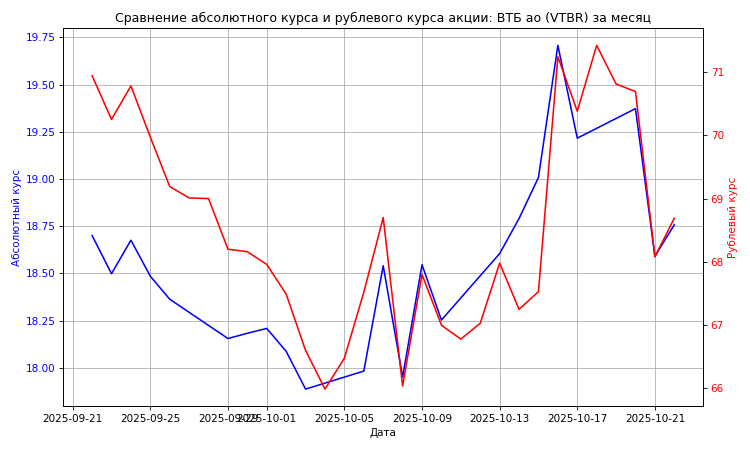 Сравнение абсолютного курса и рублевого курса акции: ВТБ ао (VTBR) за месяц
19.75
19.50
19.25
19.00
18.75
18.50
18.25
18.00
Абсолютный курс
71
70
69
68
67
66
Рублевый курс
2025-09-21 2025-09-25 2025-09-29 2025-10-01 2025-10-05 2025-10-09 2025-10-13 2025-10-17 2025-10-21
Дата